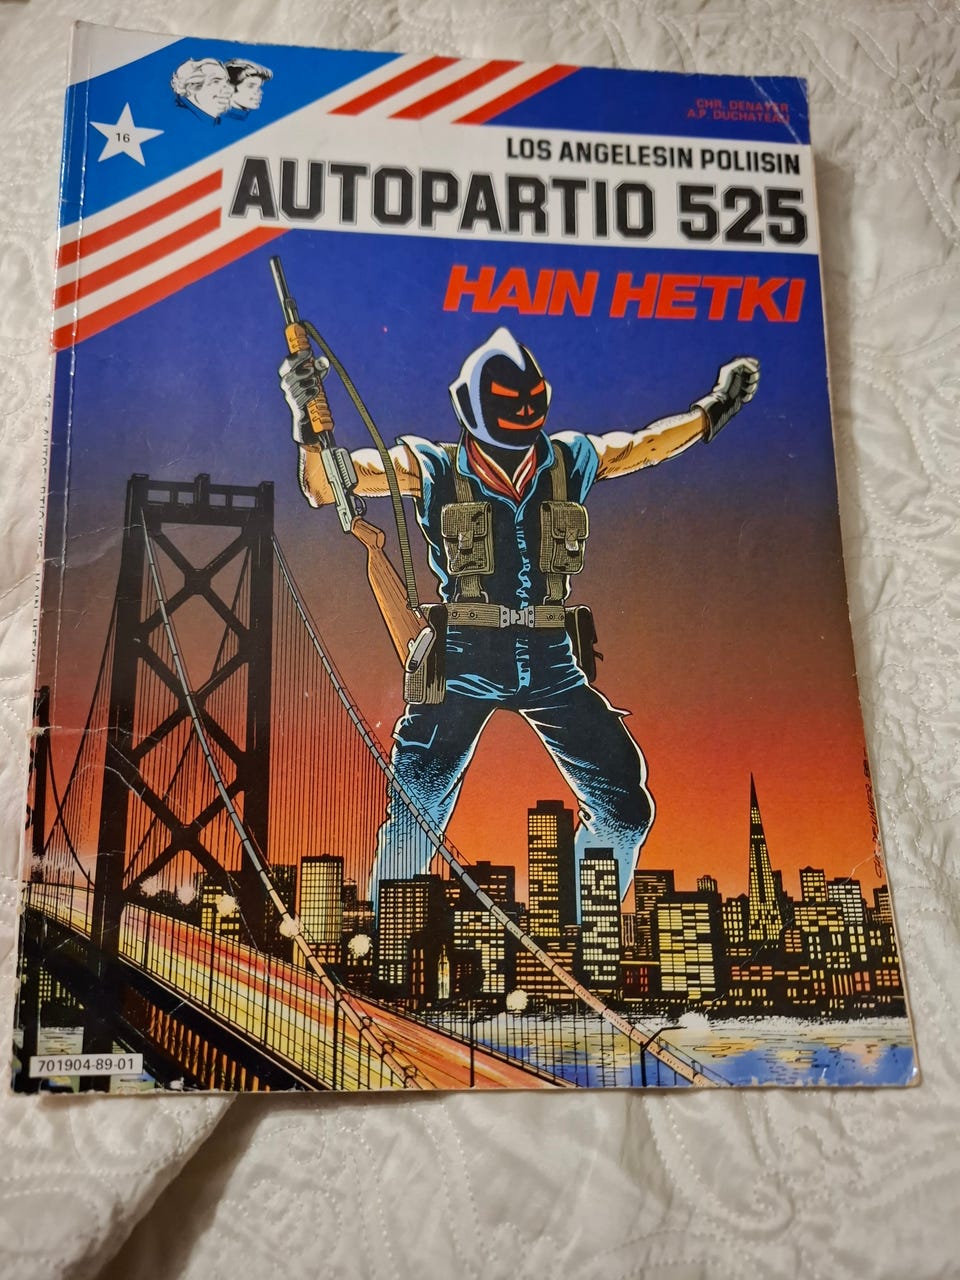 16
CHR. DENAYER
A.P. DUCHATEAU
LOS ANGELESIN POLIISIN
AUTOPARTIO 525
HAIN HETKI
701904-89-01